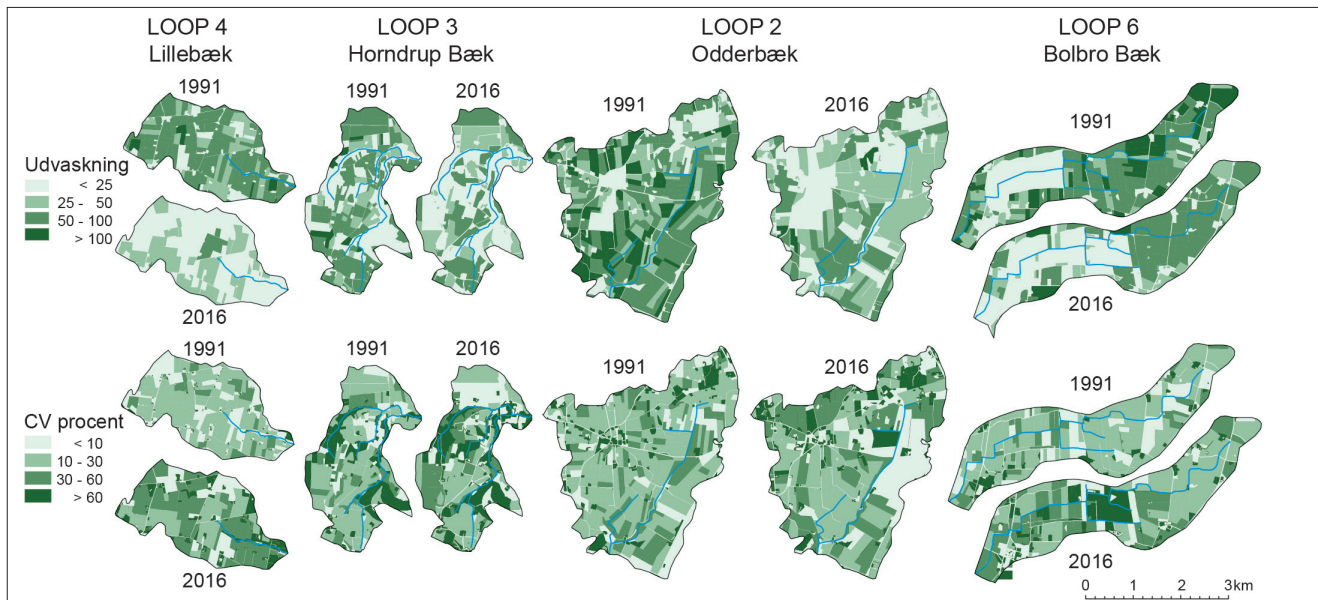 LOOP 4
Lillebæk
LOOP 3
Horndrup Bæk
LOOP 2
Odderbæk
LOOP 6
Bolbro Bæk
1991
1991
2016
1991
2016
1991
Udvaskning
< 25
25 - 50
50 - 100
> 100
2016
2016
1991
1991
2016
1991
2016
1991
CV procent
< 10
10 - 30
30 - 60
> 60
2016
2016
0 1 2 3 km